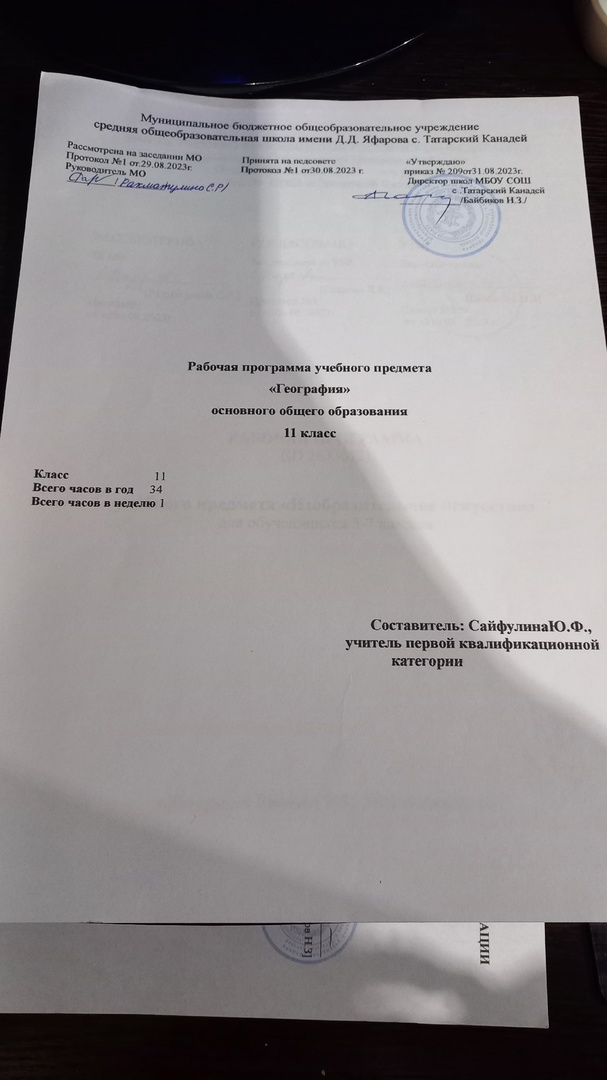 Муниципальное бюджетное общеобразовательное учреждение
средняя общеобразовательная школа имени Д.Д. Яфарова с. Татарский Канадей
Рассмотрена на заседании МО
Протокол №1 от.29.08.2023г.
Руководитель МО
Принята на педсовете
Протокол №1 от30.08.2023 г.
«Утверждаю»
приказ № 209от31.08.2023г.
Директор школ МБОУ СОШ
с .Татарский Канадей
/Байбиков Н.З./
Рабочая программа учебного предмета
«География»
основного общего образования
11 класс
Класс 11
Всего часов в год 34
Всего часов в неделю 1
Составитель: СайфулинаЮ.Ф.,
учитель первой квалификационной
категории
ов Н.З]
АЦИИ